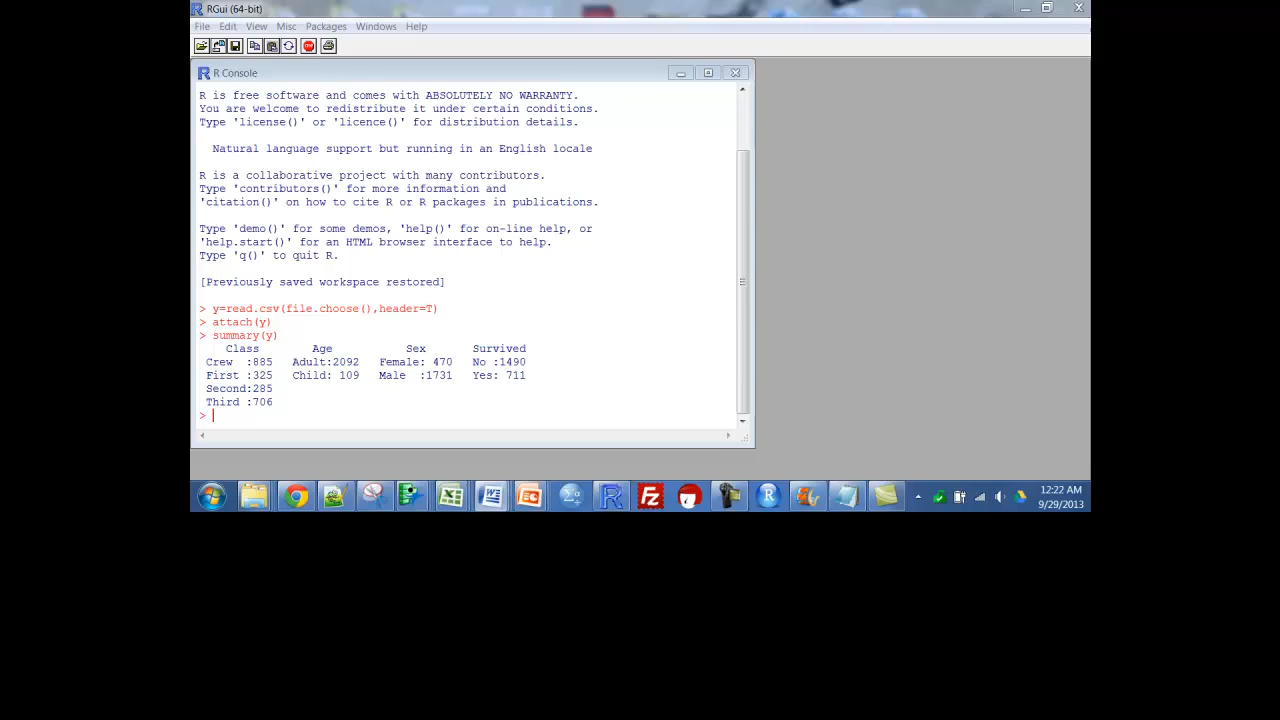 RGui (64-bit)
File Edit View Misc Packages Windows Help
R Console
R is free software and comes with ABSOLUTELY NO WARRANTY.
You are welcome to redistribute it under certain conditions.
Type 'license()' or 'licence()' for distribution details.
Natural language support but running in an English locale
R is a collaborative project with many contributors.
Type 'contributors()' for more information and
'citation()' on how to cite R or R packages in publications.
Type 'demo()' for some demos, 'help()' for on-line help, or
'help.start()' for an HTML browser interface to help.
Type 'q()' to quit R.
[Previously saved workspace restored]
> y=read.csv(file.choose(),header=T)
> attach(y)
> summary(y)
Class Age Sex Survived
Crew :885 Adult:2092 Female: 470 No :1490
First :325 Child: 109 Male :1731 Yes: 711
Second:285
Third :706
>
12:22 AM
9/29/2013